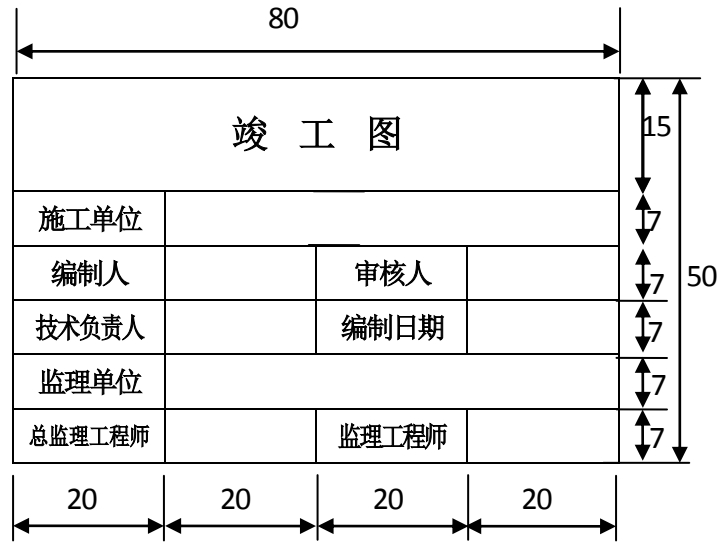 80
竣 工 图
15
施工单位
7
编制人 审核人
7
50
技术负责人 编制日期
7
监理单位
7
总监理工程师 监理工程师
7
20 20 20 20